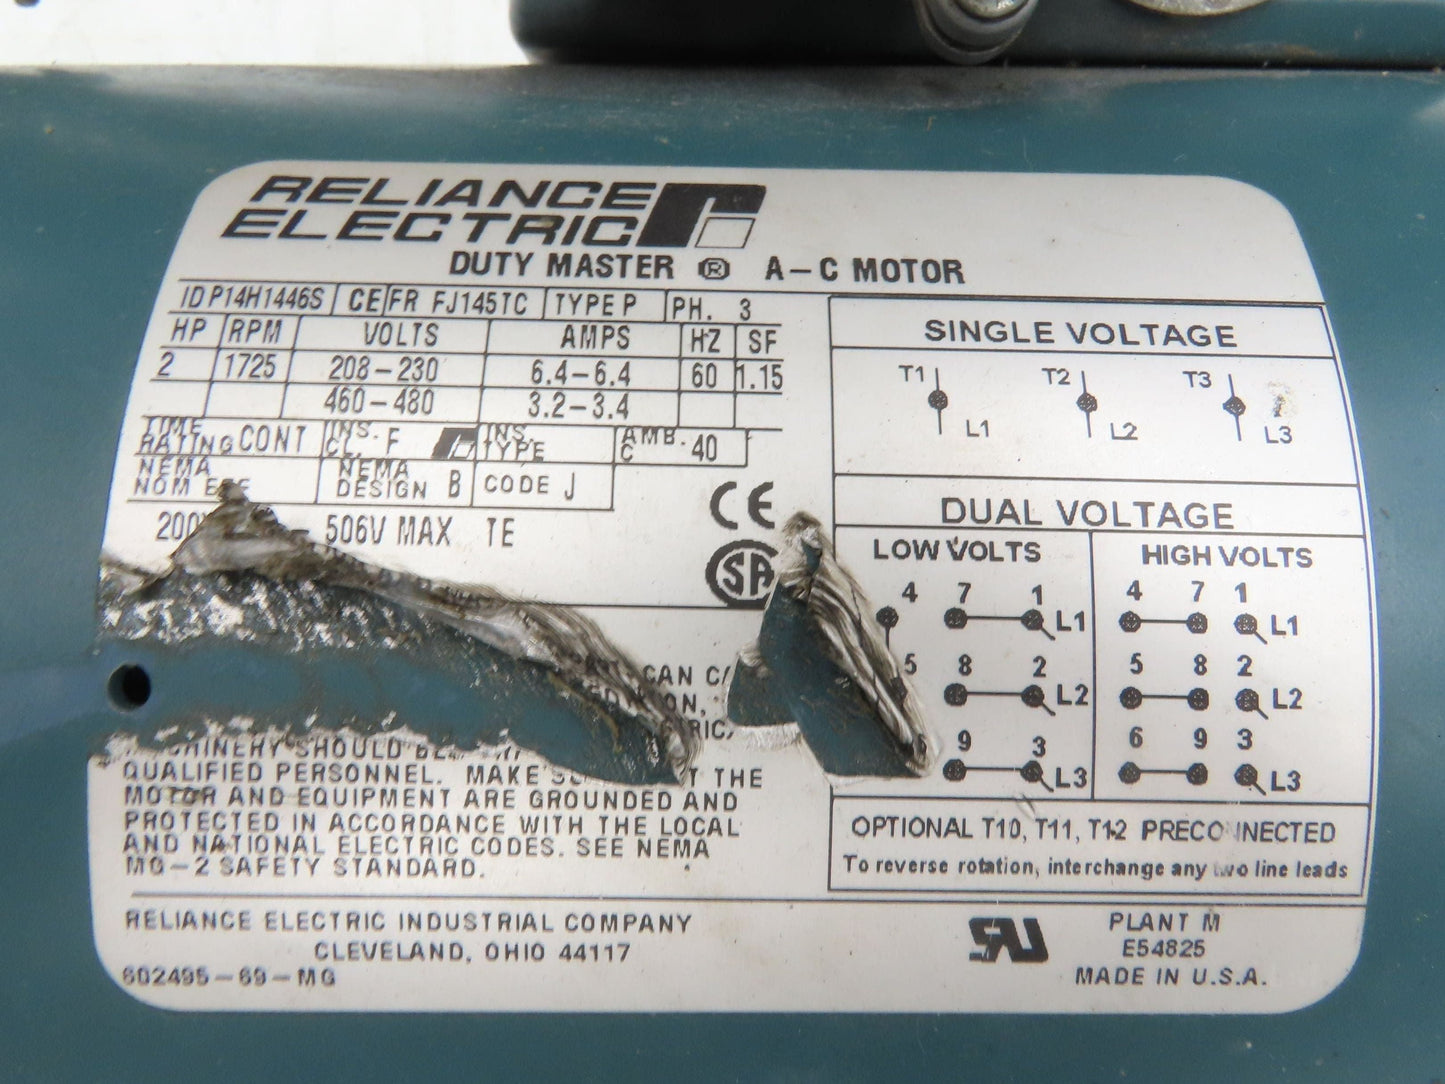 RELIANCE
ELECTRIC
DUTY MASTER ® A-C MOTOR
ID P14H1446S CE FR FJ145TC TYPE P PH. 3
HP RPM VOLTS AMPS HZ SF
2 1725 208-230 6.4-6.4 60 1.15
460-480 3.2-3.4
TIME RATING CONT INS. CL. F INS. TYPE AMB. C 40
NEMA NOM EFF NEMA DESIGN B CODE J
506V MAX TE
CE
SA
CAN
MACHINERY SHOULD
QUALIFIED PERSONNEL. MAKE THE
MOTOR AND EQUIPMENT ARE GROUNDED AND
PROTECTED IN ACCORDANCE WITH THE LOCAL
AND NATIONAL ELECTRIC CODES. SEE NEMA
MG-2 SAFETY STANDARD.
SINGLE VOLTAGE
T1 T2 T3
L1 L2 L3
DUAL VOLTAGE
LOW VOLTS HIGH VOLTS
4 7 1 4 7 1
L1 L1
5 8 2 5 8 2
L2 L2
9 3 6 9 3
L3 L3
OPTIONAL T10, T11, T12 PRECONNECTED
To reverse rotation, interchange any two line leads
RELIANCE ELECTRIC INDUSTRIAL COMPANY
CLEVELAND, OHIO 44117
602495-69-MG
PLANT M
E54825
MADE IN U.S.A.